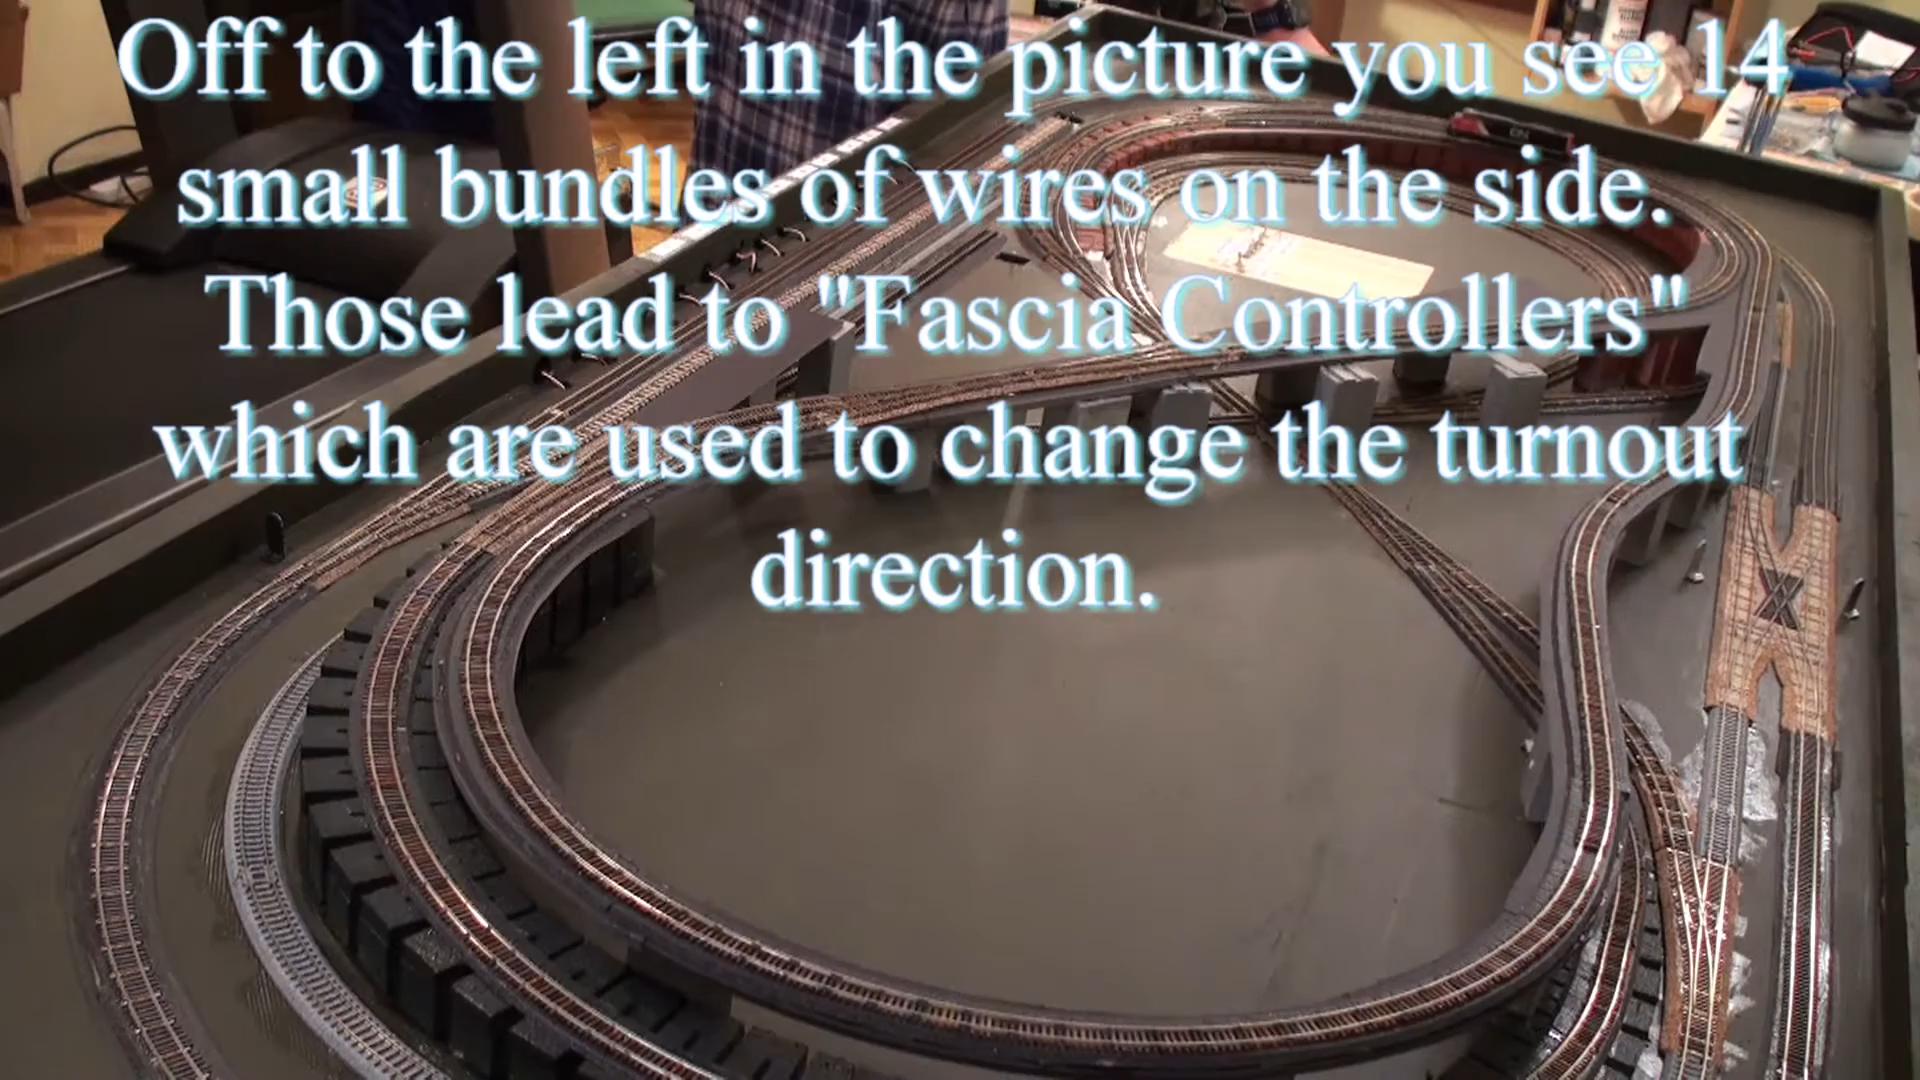 Off to the left in the picture you see 14
small bundles of wires on the side.
Those lead to "Fascia Controllers"
which are used to change the turnout
direction.